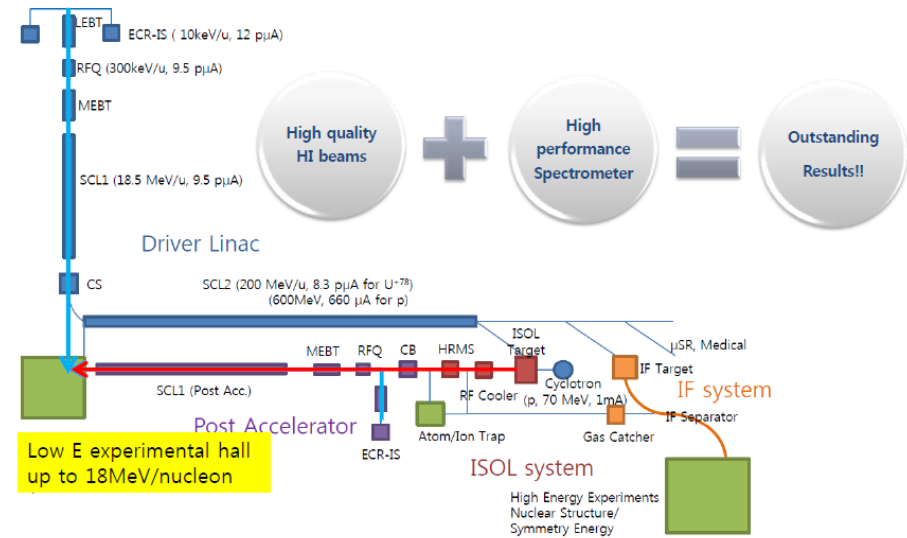 LEBT
ECR-IS ( 10keV/u, 12 pμA)
RFQ (300keV/u, 9.5 pμA)
MEBT
SCL1 (18.5 MeV/u, 9.5 pμA)
High quality
HI beams
High
performance
Spectrometer
Outstanding
Results!!
Driver Linac
CS
SCL2 (200 MeV/u, 8.3 pμA for U+78)
(600MeV, 660 μA for p)
MEBT
RFQ
CB
HRMS
ISOL
Target
μSR, Medical
SCL1 (Post Acc.)
RF Cooler
Cyclotron
(p, 70 MeV, 1mA)
IF Target
IF system
Post Accelerator
ECR-IS
Atom/Ion Trap
Gas Catcher
IF Separator
Low E experimental hall
up to 18MeV/nucleon
ISOL system
High Energy Experiments
Nuclear Structure/
Symmetry Energy